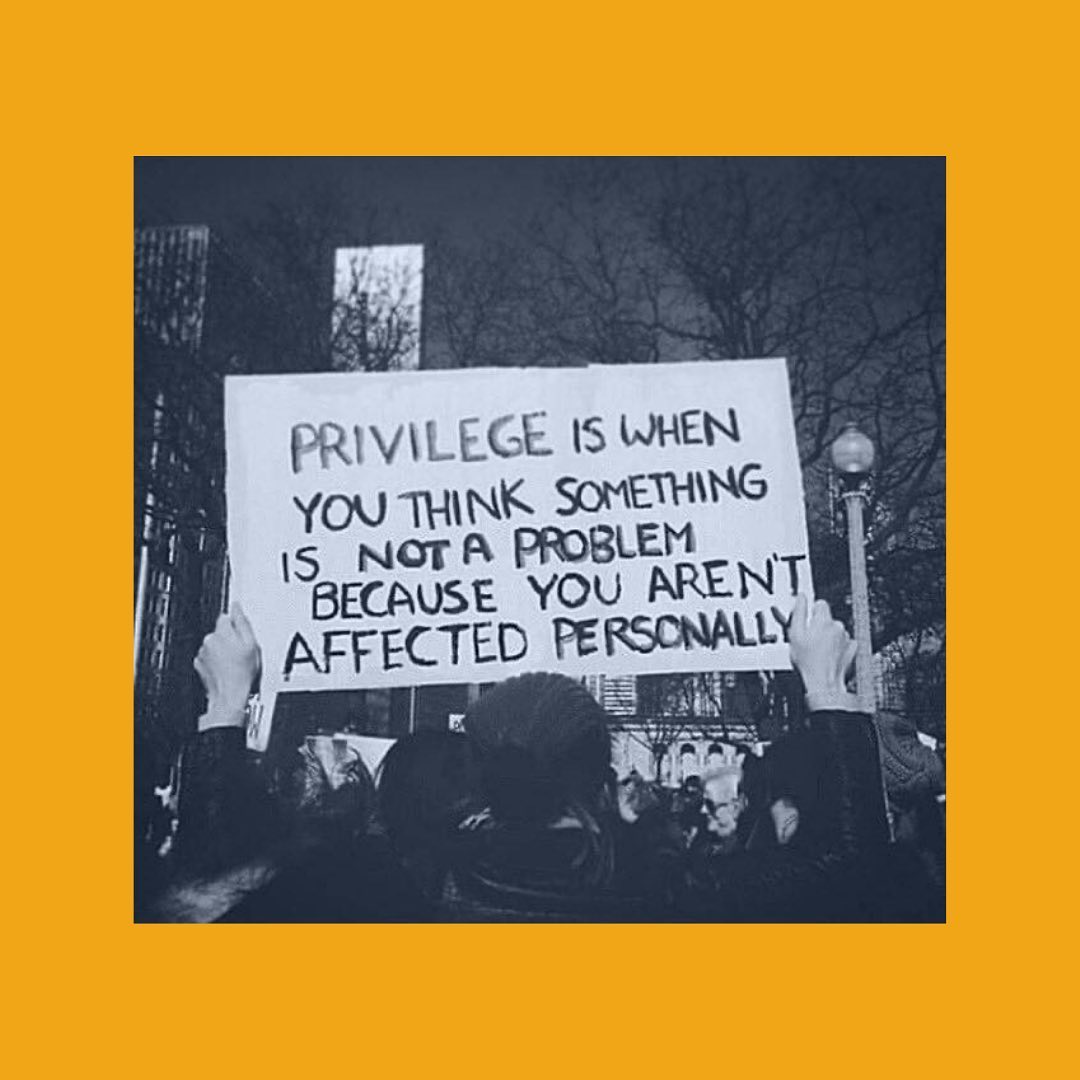 PRIVILEGE IS WHEN
YOU THINK SOMETHING
IS NOT A PROBLEM
BECAUSE YOU AREN'T
AFFECTED PERSONALLY